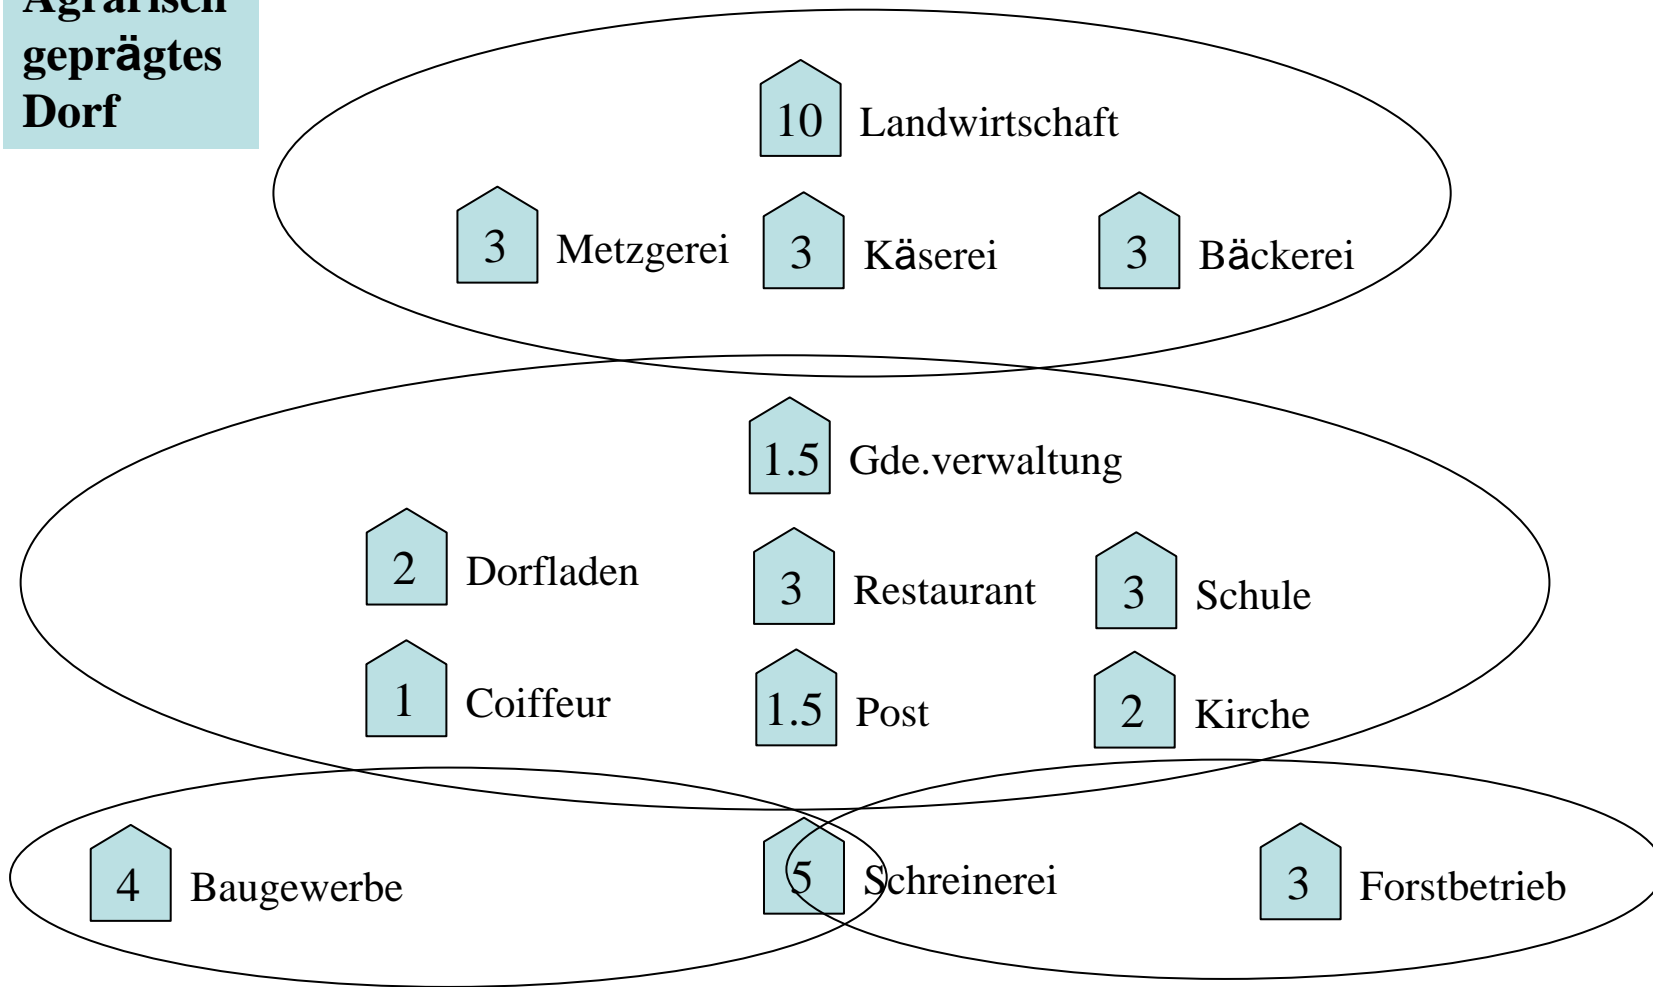 Agrarisch
geprägtes
Dorf
10 Landwirtschaft
3 Metzgerei 3 Käserei 3 Bäckerei
1.5 Gde.verwaltung
2 Dorfladen 3 Restaurant 3 Schule
1 Coiffeur 1.5 Post 2 Kirche
4 Baugewerbe 5 Schreinerei 3 Forstbetrieb